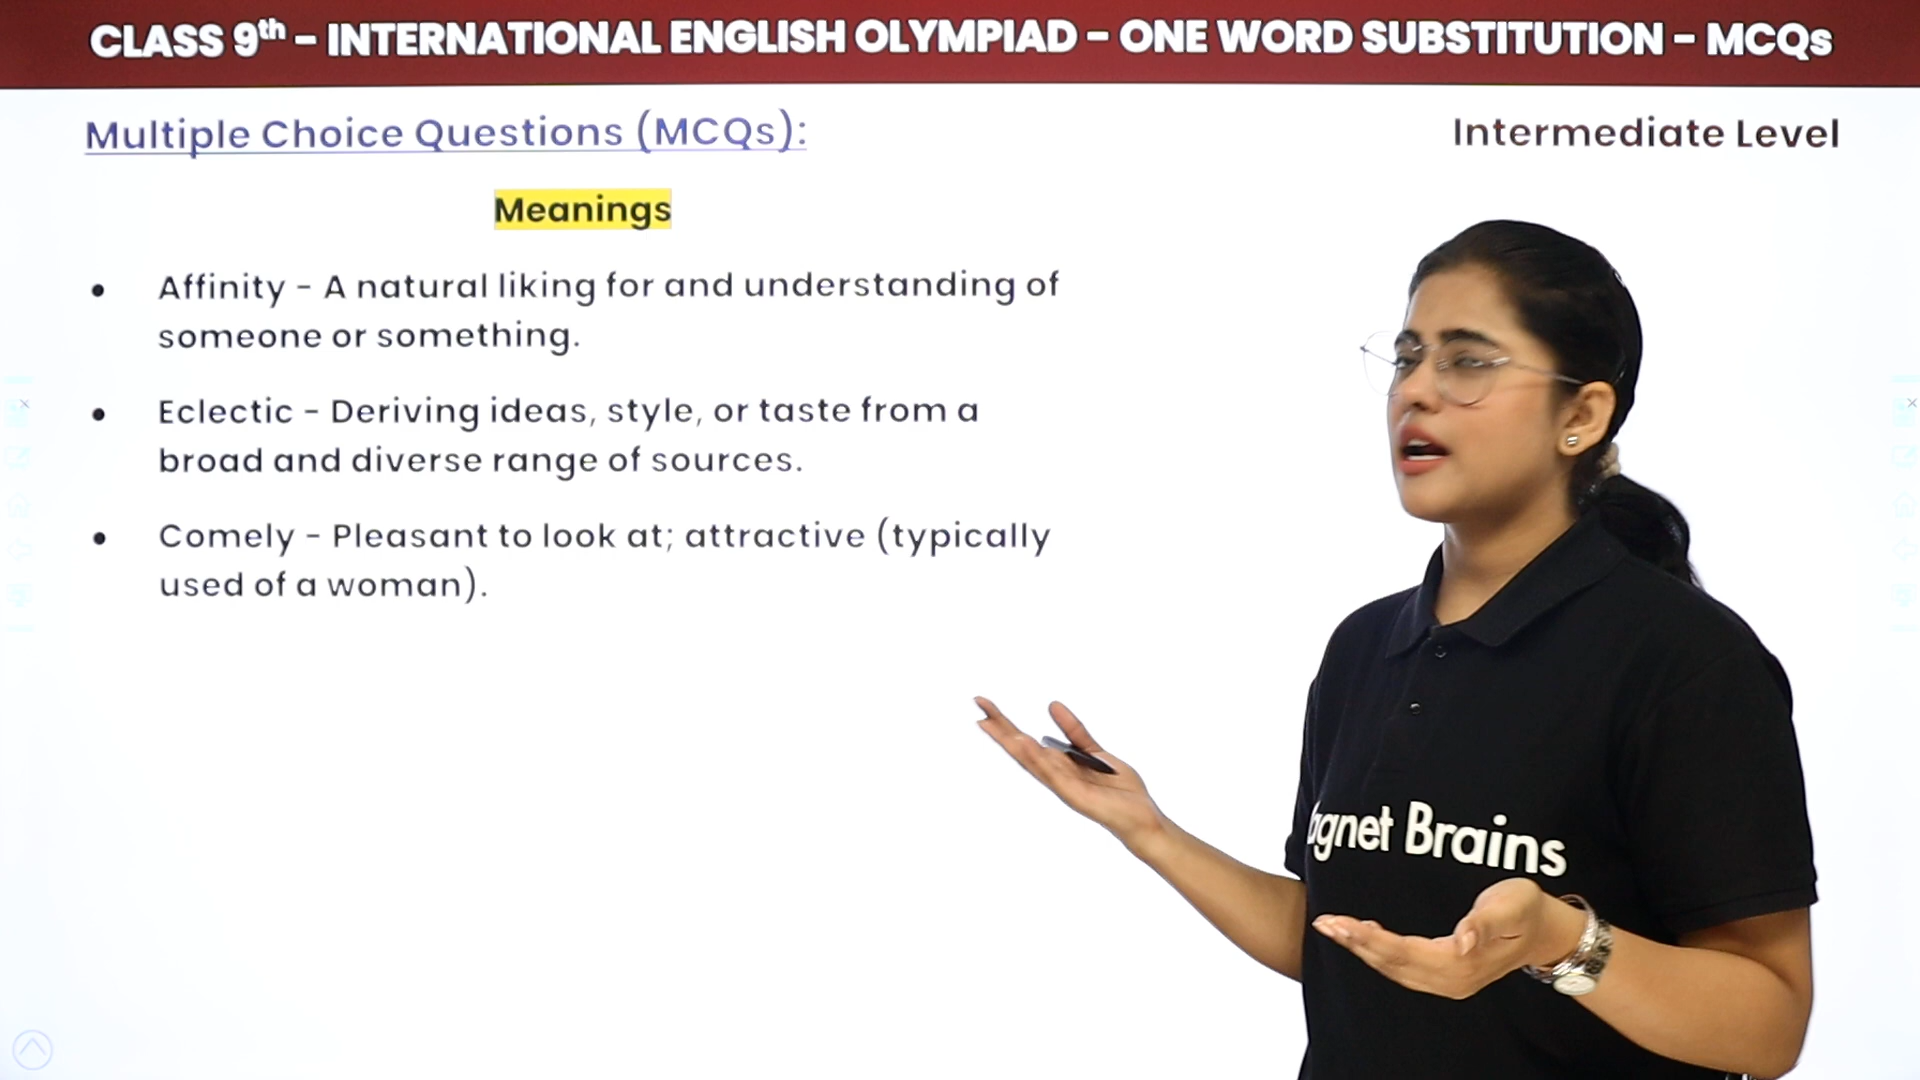 CLASS 9th - INTERNATIONAL ENGLISH OLYMPIAD - ONE WORD SUBSTITUTION - MCQs
Multiple Choice Questions (MCQs):
Intermediate Level
Meanings
• Affinity - A natural liking for and understanding of
someone or something.
• Eclectic - Deriving ideas, style, or taste from a
broad and diverse range of sources.
• Comely - Pleasant to look at; attractive (typically
used of a woman).
agnet Brains